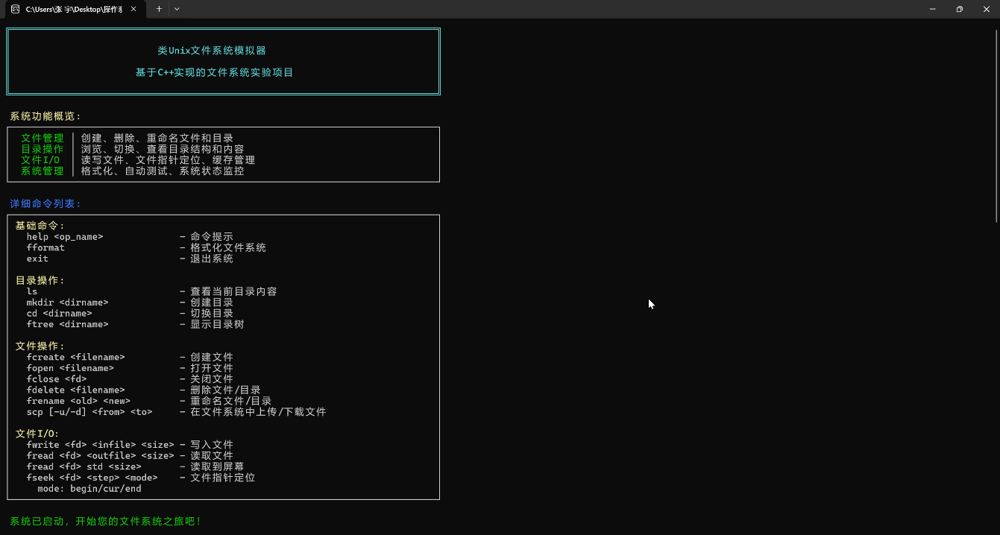 C:\Users\张 宇\Desktop\操作系
类Unix文件系统模拟器
基于C++实现的文件系统实验项目
系统功能概览:
文件管理 │ 创建、删除、重命名文件和目录
目录操作 │ 浏览、切换、查看目录结构和内容
文件I/O │ 读写文件、文件指针定位、缓存管理
系统管理 │ 格式化、自动测试、系统状态监控
详细命令列表:
基础命令:
help <op_name> - 命令提示
fformat - 格式化文件系统
exit - 退出系统
目录操作:
ls - 查看当前目录内容
mkdir <dirname> - 创建目录
cd <dirname> - 切换目录
ftree <dirname> - 显示目录树
文件操作:
fcreate <filename> - 创建文件
fopen <filename> - 打开文件
fclose <fd> - 关闭文件
fdelete <filename> - 删除文件/目录
frename <old> <new> - 重命名文件/目录
scp [-u/-d] <from> <to> - 在文件系统中上传/下载文件
文件I/O:
fwrite <fd> <infile> <size> - 写入文件
fread <fd> <outfile> <size> - 读取文件
fread <fd> std <size> - 读取到屏幕
fseek <fd> <step> <mode> - 文件指针定位
mode: begin/cur/end
系统已启动, 开始您的文件系统之旅吧!